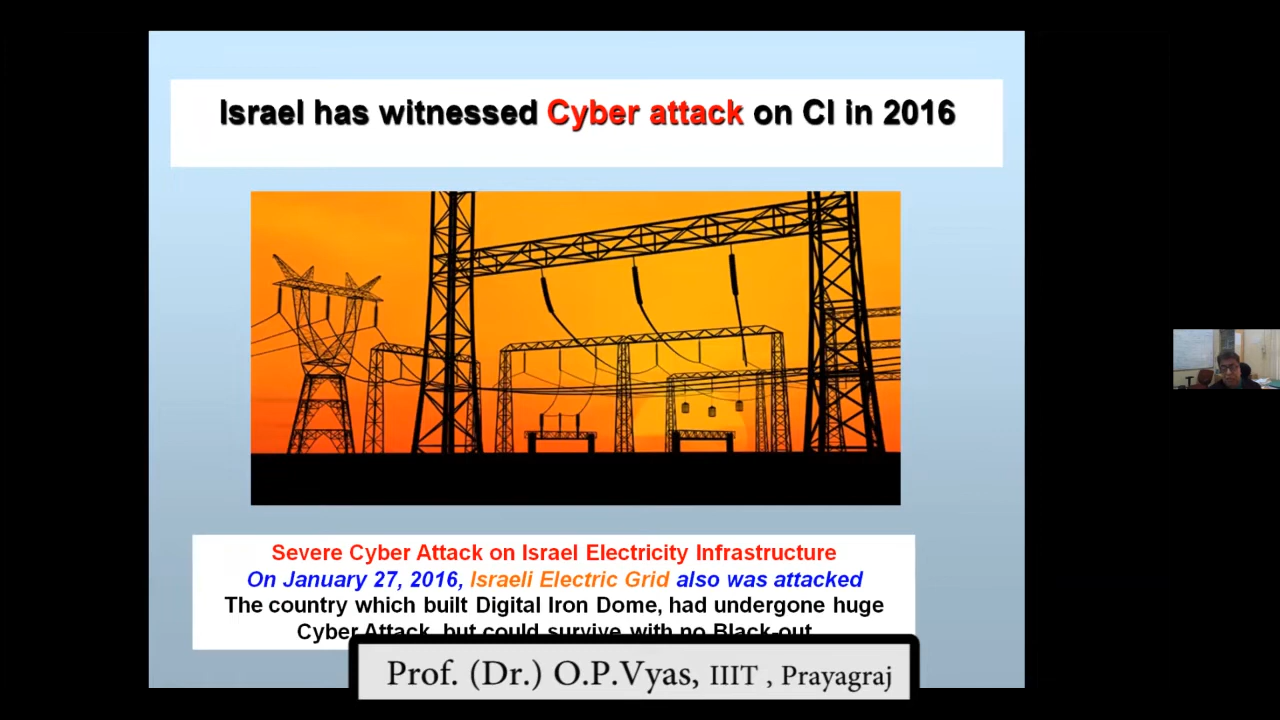 Israel has witnessed Cyber attack on CI in 2016
Severe Cyber Attack on Israel Electricity Infrastructure
On January 27, 2016, Israeli Electric Grid also was attacked
The country which built Digital Iron Dome, had undergone huge
Cyber Attack, but could survive with no Black-out
Prof. (Dr.) O.P.Vyas, IIIT , Prayagraj